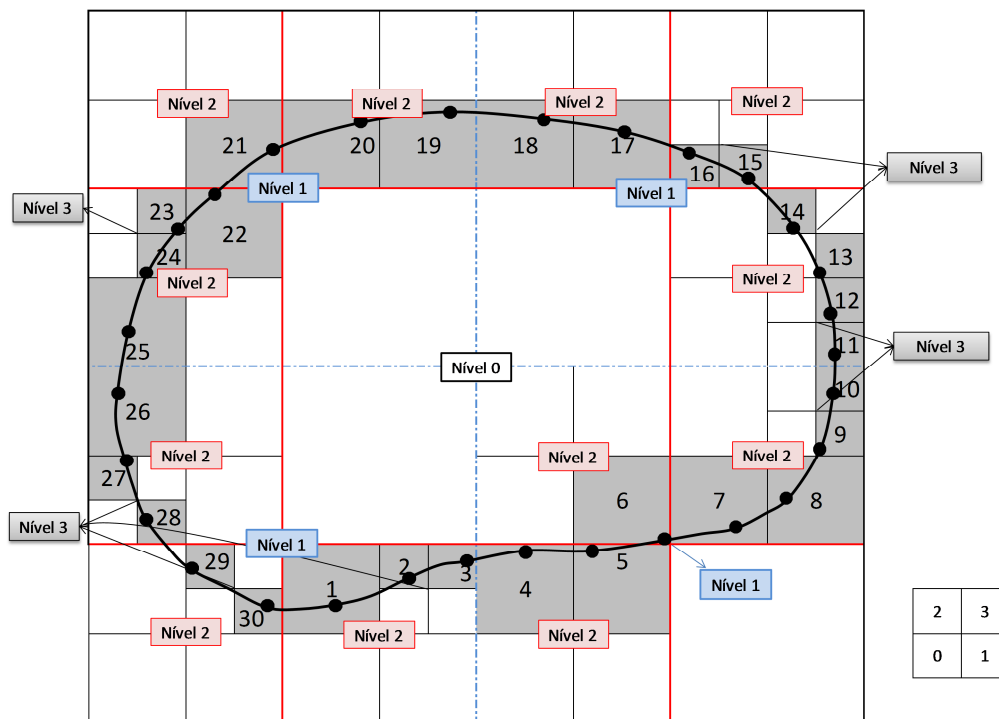 Nível 2 Nível 2 Nível 2 Nível 2
21 20 19 18 17 16 15
Nível 3
Nível 1 Nível 1
Nível 3 23 14
22
24 13
Nível 2 Nível 2
12
25 11 Nível 3
Nível 0
10
26
9
Nível 2 Nível 2 Nível 2
27
6 7 8
Nível 3 28
Nível 1
29 2 3 5
1 4 Nível 1
30
2 3
Nível 2 Nível 2 Nível 2
0 1